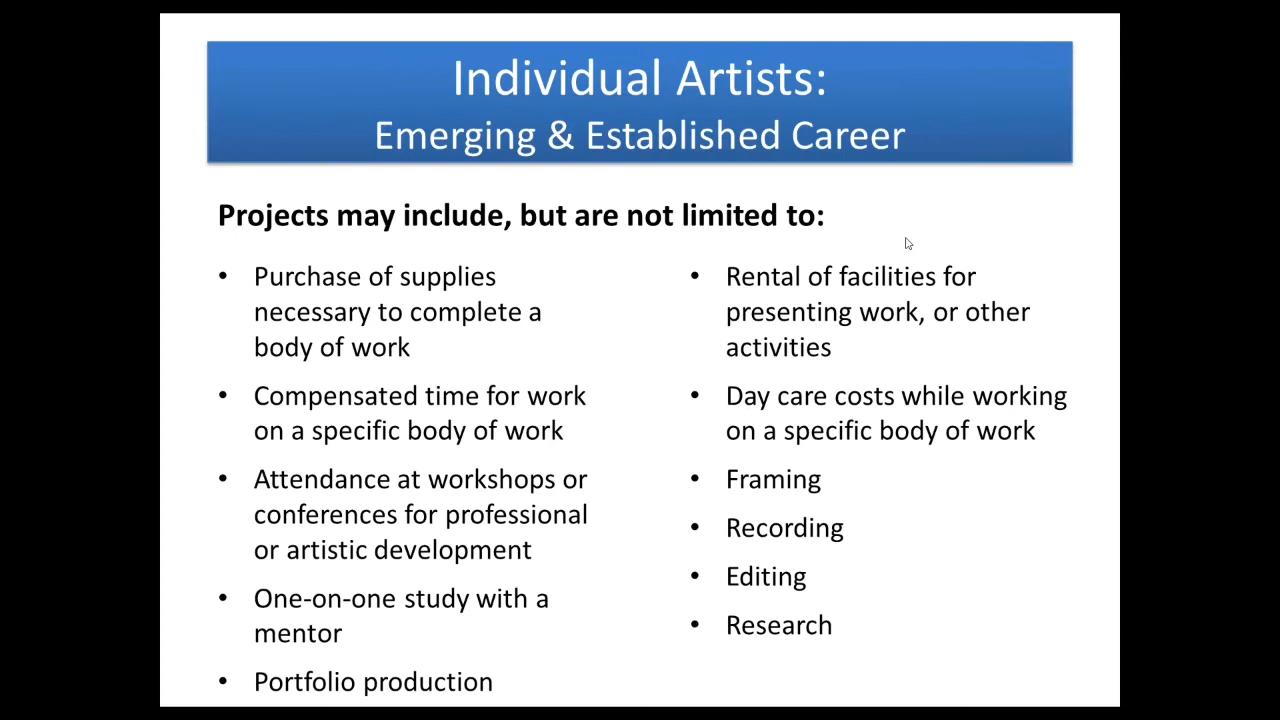 Individual Artists:
Emerging & Established Career
Projects may include, but are not limited to:
• Purchase of supplies
necessary to complete a
body of work
• Compensated time for work
on a specific body of work
• Attendance at workshops or
conferences for professional
or artistic development
• One-on-one study with a
mentor
• Portfolio production
• Rental of facilities for
presenting work, or other
activities
• Day care costs while working
on a specific body of work
• Framing
• Recording
• Editing
• Research